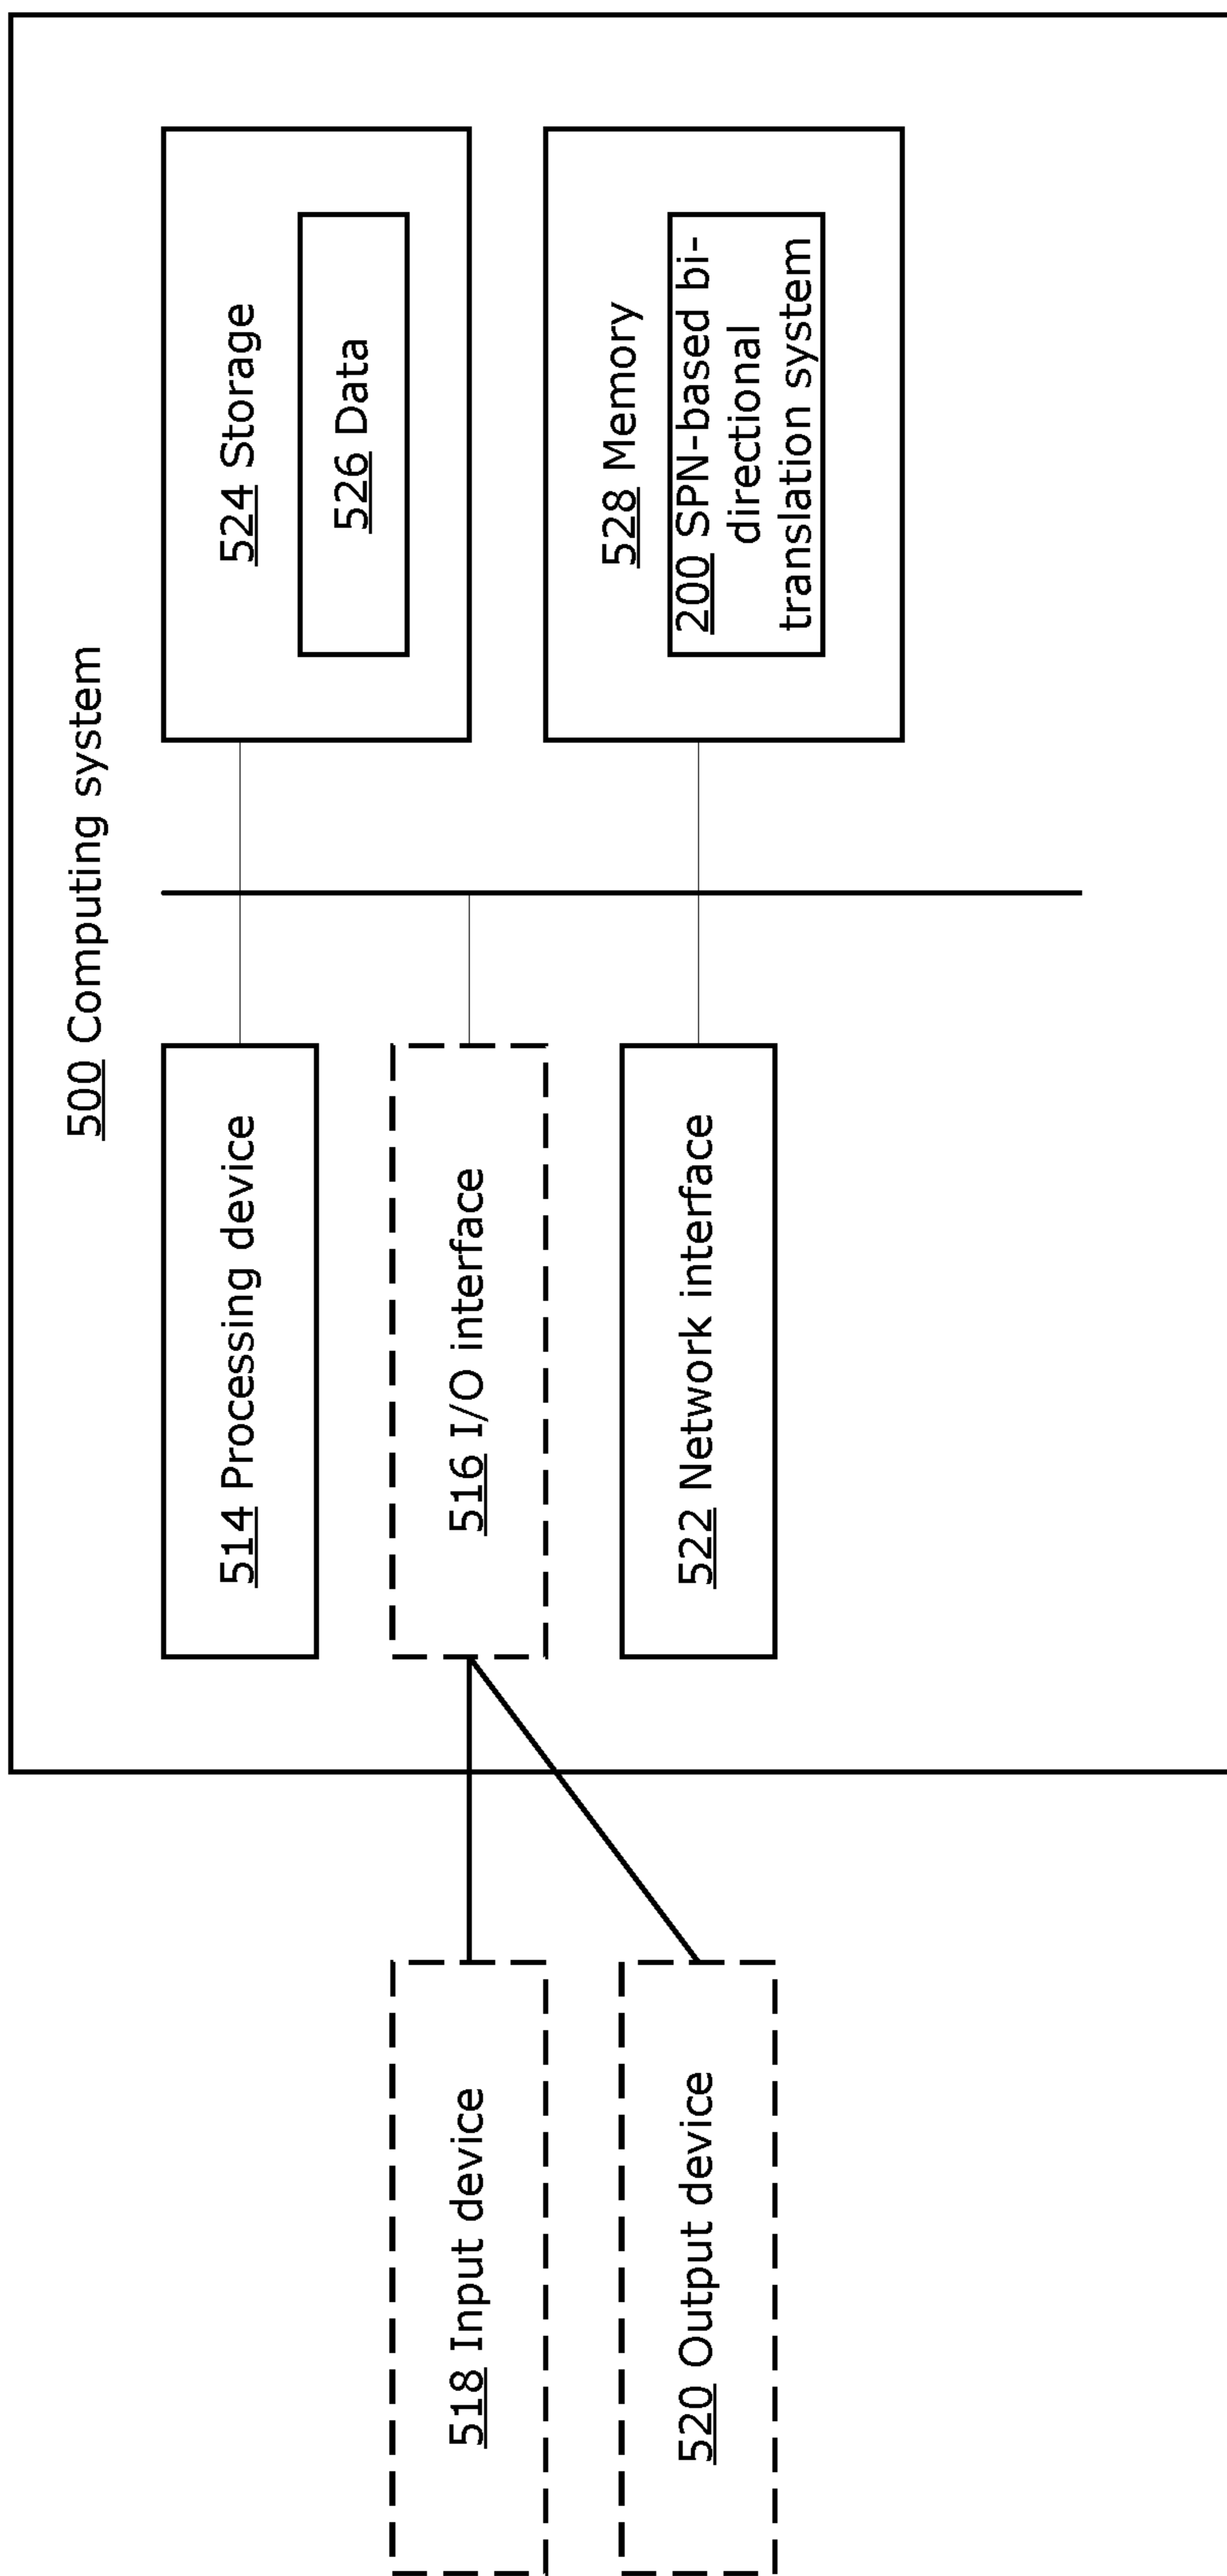 500 Computing system
514 Processing device
524 Storage
526 Data
518 Input device
516 I/O interface
520 Output device
522 Network interface
528 Memory
200 SPN-based bi-
directional
translation system